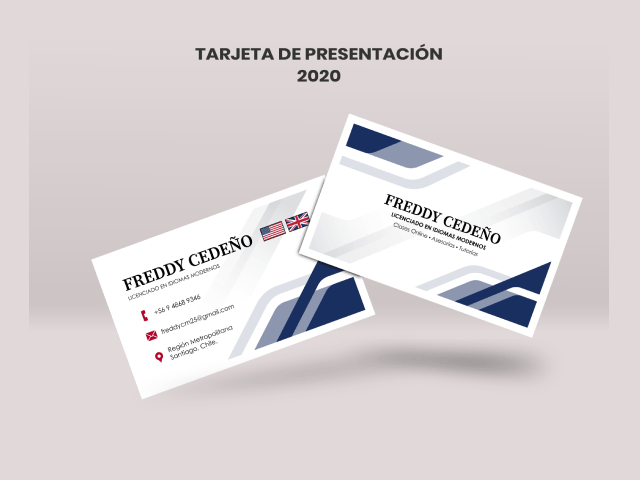 TARJETA DE PRESENTACIÓN
2020
FREDDY CEDEÑO
LICENCIADO EN IDIOMAS MODERNOS
+56 9 4668 9346
freddycm25@gmail.com
Región Metropolitana
Santiago, Chile.
FREDDY CEDEÑO
LICENCIADO EN IDIOMAS MODERNOS
Clases Online • Asesorías • Tutorías